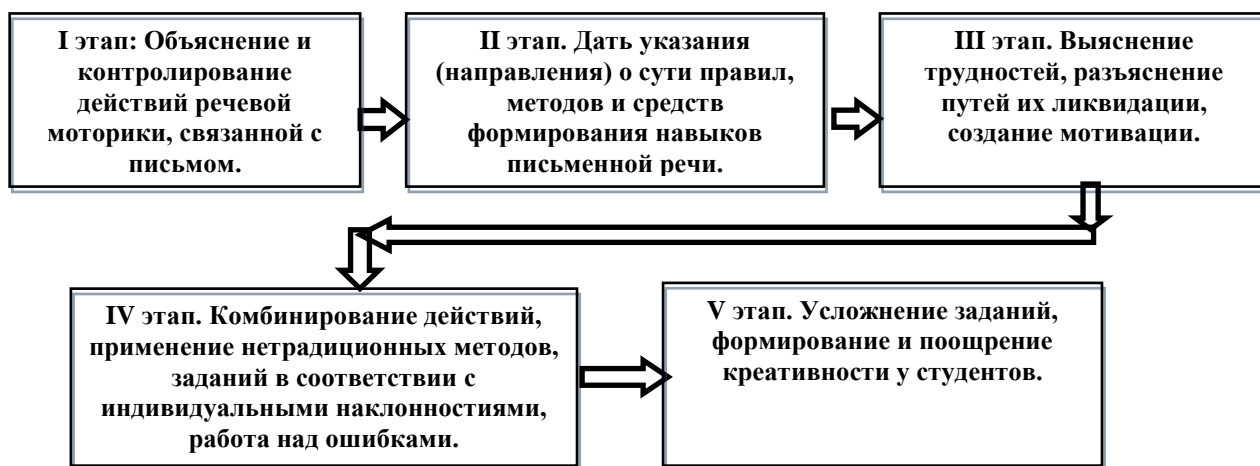 I этап: Объяснение и
контролирование
действий речевой
моторики, связанной с
письмом.
II этап. Дать указания
(направления) о сути правил,
методов и средств
формирования навыков
письменной речи.
III этап. Выяснение
трудностей, разъяснение
путей их ликвидации,
создание мотивации.
IV этап. Комбинирование действий,
применение нетрадиционных методов,
заданий в соответствии с
индивидуальными наклонностями,
работа над ошибками.
V этап. Усложнение заданий,
формирование и поощрение
креативности у студентов.